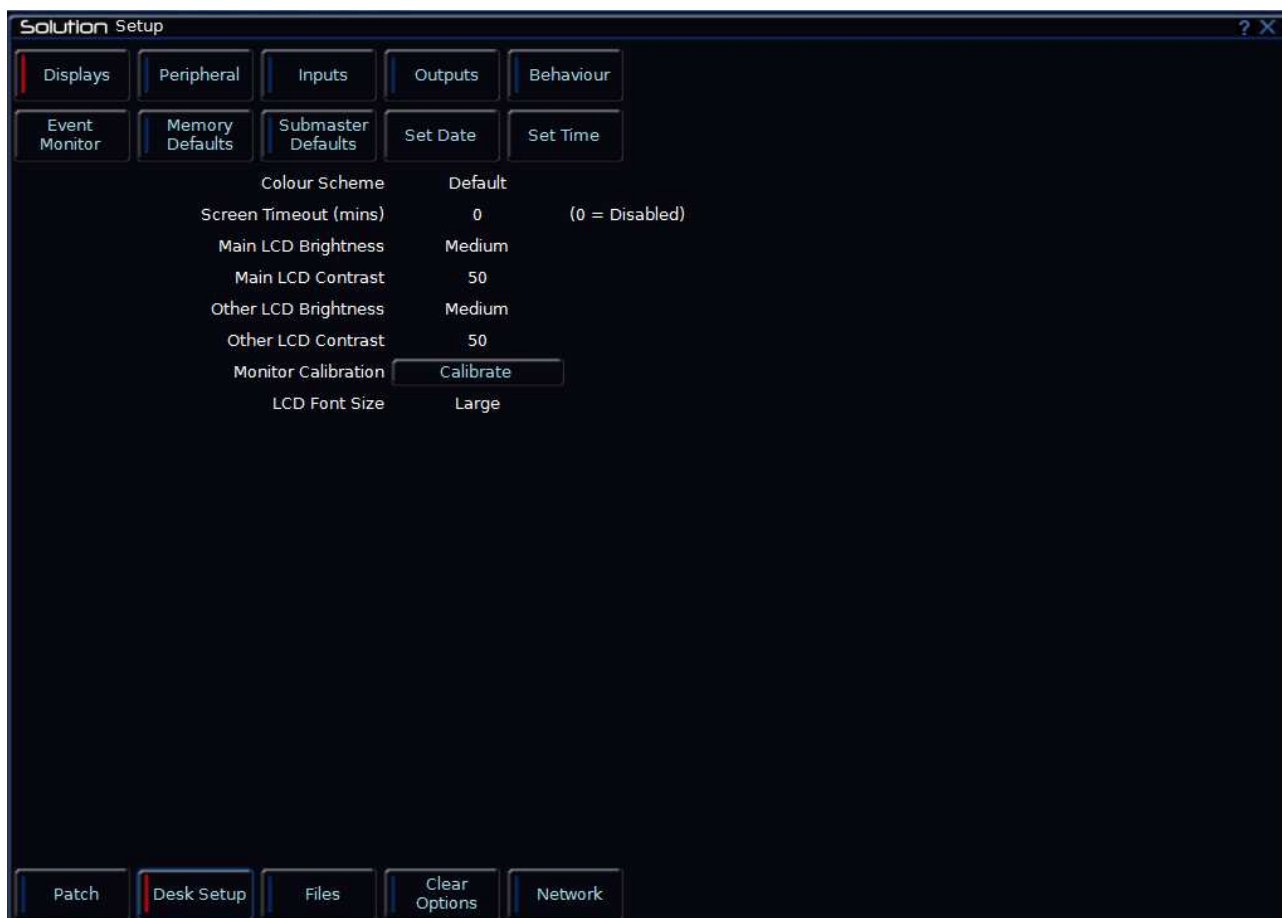 Solution Setup ? X
Displays Peripheral Inputs Outputs Behaviour
Event Monitor Memory Defaults Submaster Defaults Set Date Set Time
Colour Scheme Default
Screen Timeout (mins) 0 (0 = Disabled)
Main LCD Brightness Medium
Main LCD Contrast 50
Other LCD Brightness Medium
Other LCD Contrast 50
Monitor Calibration Calibrate
LCD Font Size Large
Patch Desk Setup Files Clear Options Network